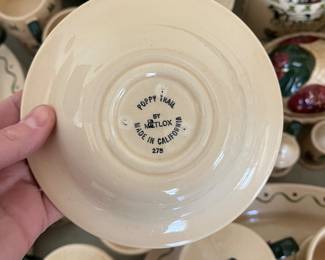 POPPY TRAIL
BY
METLOX
MADE IN CALIFORNIA
275